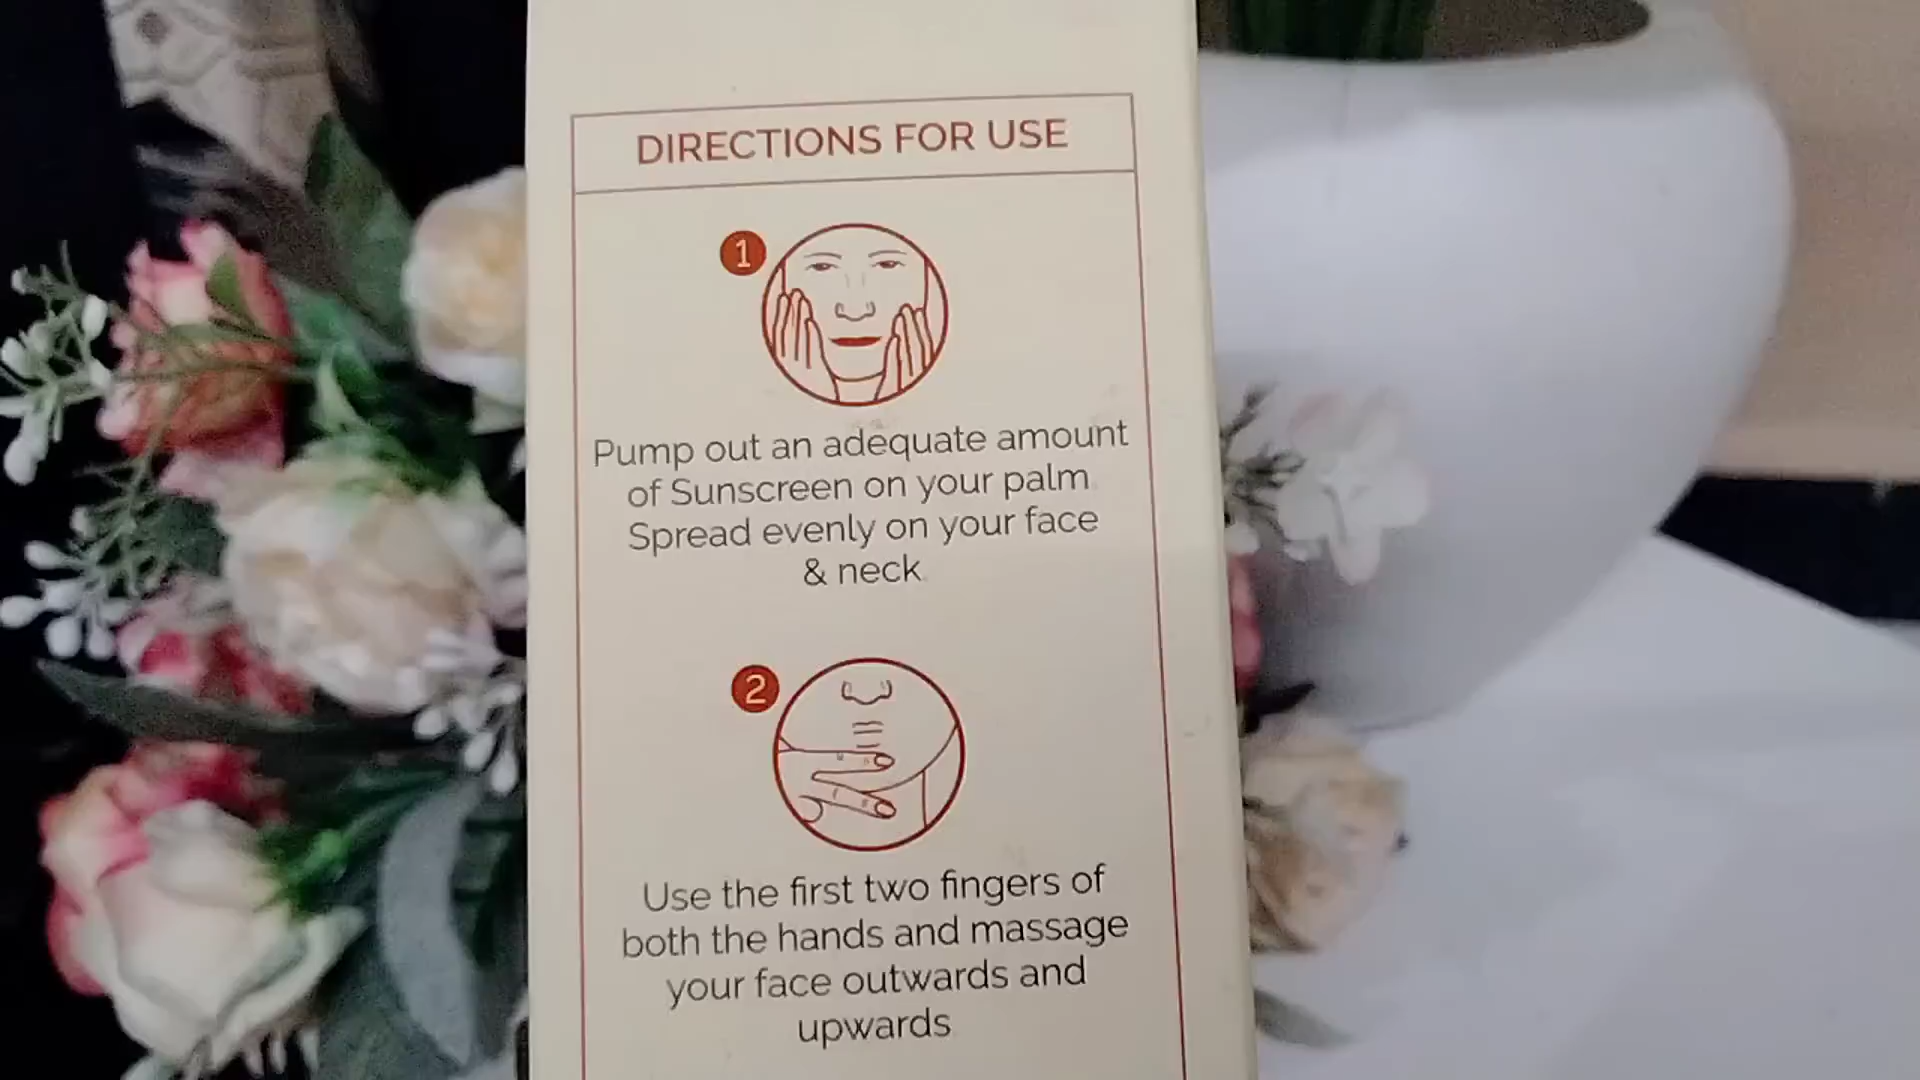 DIRECTIONS FOR USE
1
Pump out an adequate amount
of Sunscreen on your palm
Spread evenly on your face
& neck
2
Use the first two fingers of
both the hands and massage
your face outwards and
upwards